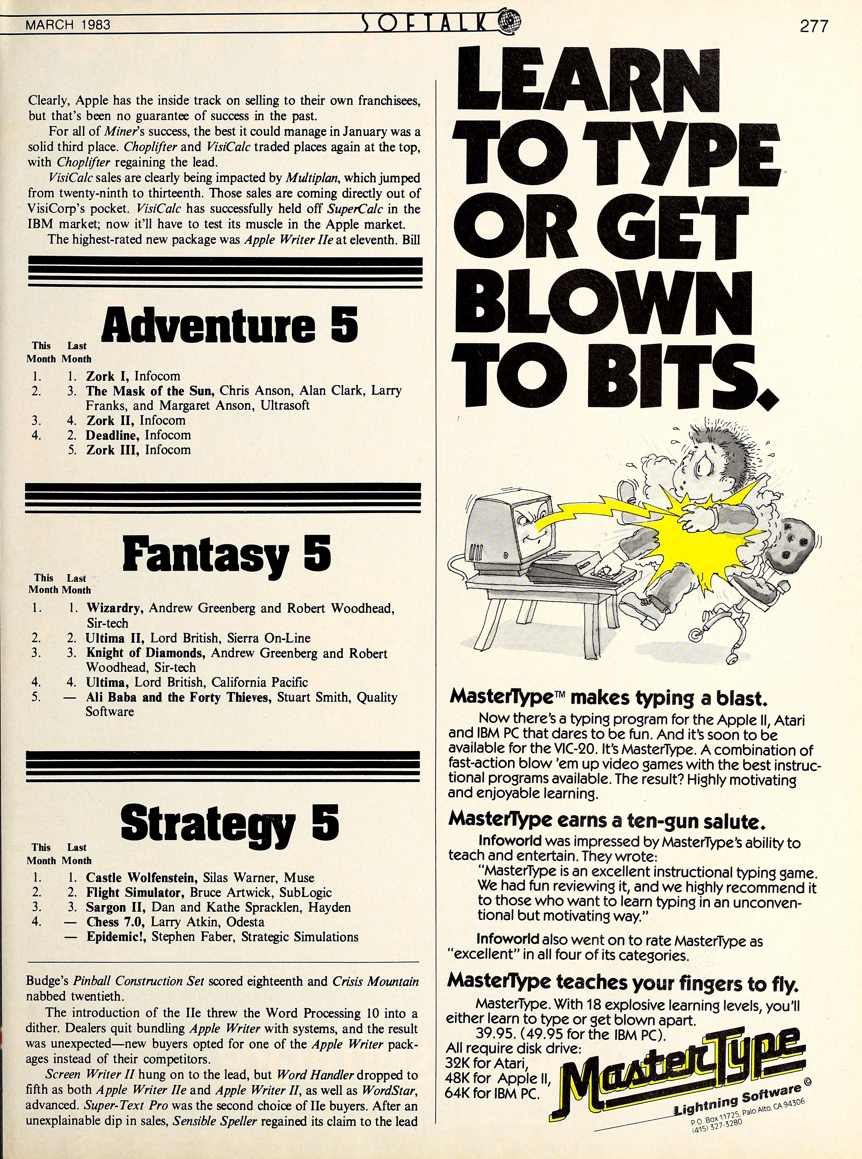 MARCH 1983
SOFTALK
277
Clearly, Apple has the inside track on selling to their own franchisees,
but that's been no guarantee of success in the past.
For all of Miner's success, the best it could manage in January was a
solid third place. Choplifter and VisiCalc traded places again at the top,
with Choplifter regaining the lead.
VisiCalc sales are clearly being impacted by Multiplan, which jumped
from twenty-ninth to thirteenth. Those sales are coming directly out of
VisiCorp's pocket. VisiCalc has successfully held off SuperCalc in the
IBM market; now it'll have to test its muscle in the Apple market.
The highest-rated new package was Apple Writer IIe at eleventh. Bill
Adventure 5
This Last
Month Month
1. 1. Zork I, Infocom
2. 3. The Mask of the Sun, Chris Anson, Alan Clark, Larry
Franks, and Margaret Anson, Ultrasoft
3. 4. Zork II, Infocom
4. 2. Deadline, Infocom
5. Zork III, Infocom
Fantasy 5
This Last
Month Month
1. 1. Wizardry, Andrew Greenberg and Robert Woodhead,
Sir-tech
2. 2. Ultima II, Lord British, Sierra On-Line
3. 3. Knight of Diamonds, Andrew Greenberg and Robert
Woodhead, Sir-tech
4. 4. Ultima, Lord British, California Pacific
5. — Ali Baba and the Forty Thieves, Stuart Smith, Quality
Software
Strategy 5
This Last
Month Month
1. 1. Castle Wolfenstein, Silas Warner, Muse
2. 2. Flight Simulator, Bruce Artwick, SubLogic
3. 3. Sargon II, Dan and Kathe Spracklen, Hayden
4. — Chess 7.0, Larry Atkin, Odesta
— Epidemic!, Stephen Faber, Strategic Simulations
Budge's Pinball Construction Set scored eighteenth and Crisis Mountain
nabbed twentieth.
The introduction of the IIe threw the Word Processing 10 into a
dither. Dealers quit bundling Apple Writer with systems, and the result
was unexpected—new buyers opted for one of the Apple Writer pack-
ages instead of their competitors.
Screen Writer II hung on to the lead, but Word Handler dropped to
fifth as both Apple Writer IIe and Apple Writer II, as well as WordStar,
advanced. Super-Text Pro was the second choice of IIe buyers. After an
unexplainable dip in sales, Sensible Speller regained its claim to the lead
LEARN
TO TYPE
OR GET
BLOWN
TO BITS.
MasterType™ makes typing a blast.
Now there's a typing program for the Apple II, Atari
and IBM PC that dares to be fun. And it's soon to be
available for the VIC-20. It's MasterType. A combination of
fast-action blow 'em up video games with the best instruc-
tional programs available. The result? Highly motivating
and enjoyable learning.
MasterType earns a ten-gun salute.
Infoworld was impressed by MasterType's ability to
teach and entertain. They wrote:
"MasterType is an excellent instructional typing game.
We had fun reviewing it, and we highly recommend it
to those who want to learn typing in an unconven-
tional but motivating way."
Infoworld also went on to rate MasterType as
"excellent" in all four of its categories.
MasterType teaches your fingers to fly.
MasterType. With 18 explosive learning levels, you'll
either learn to type or get blown apart.
39.95. (49.95 for the IBM PC).
All require disk drive:
32K for Atari,
48K for Apple II,
64K for IBM PC.
MasterType
Lightning Software ©
P.O. Box 11725, Palo Alto, CA 94306
(415) 327-3280